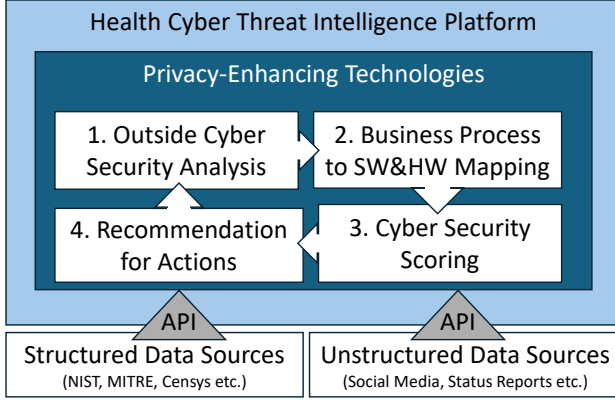 Health Cyber Threat Intelligence Platform
Privacy-Enhancing Technologies
1. Outside Cyber
Security Analysis
2. Business Process
to SW&HW Mapping
4. Recommendation
for Actions
3. Cyber Security
Scoring
API
API
Structured Data Sources
(NIST, MITRE, Censys etc.)
Unstructured Data Sources
(Social Media, Status Reports etc.)